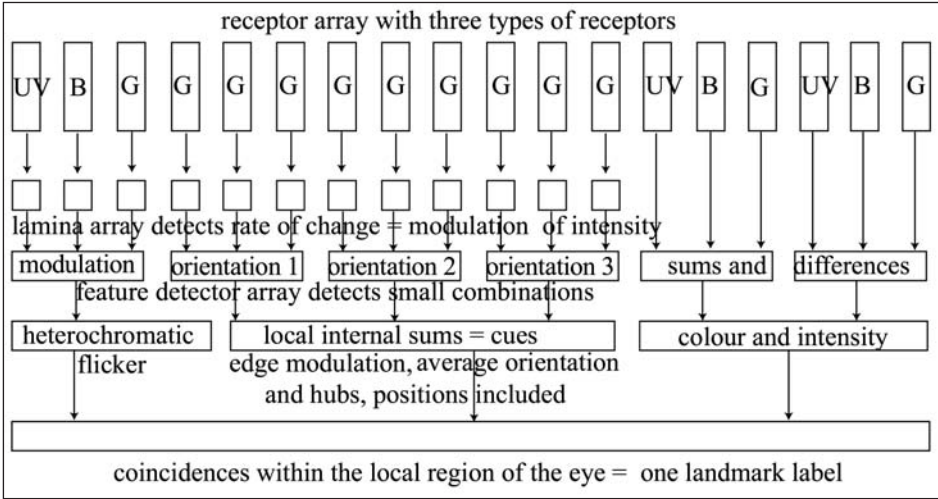 receptor array with three types of receptors
UV B G G G G G G G G G G UV B G UV B G
lamina array detects rate of change = modulation of intensity
modulation orientation 1 orientation 2 orientation 3 sums and differences
feature detector array detects small combinations
heterochromatic local internal sums = cues colour and intensity
flicker edge modulation, average orientation
and hubs, positions included
coincidences within the local region of the eye = one landmark label